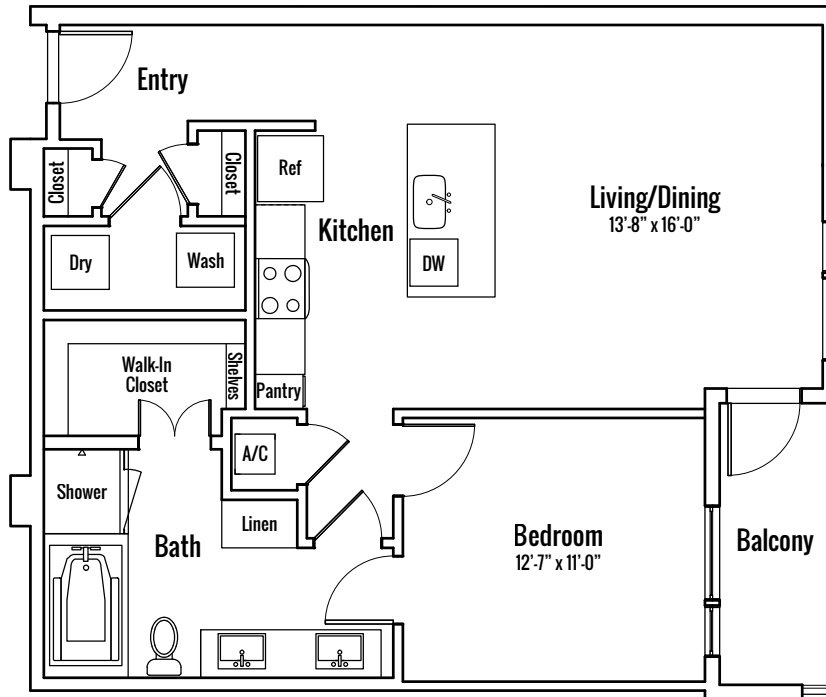 Entry
Closet
Closet
Ref
Kitchen
Living/Dining
13'-8" x 16'-0"
Dry
Wash
DW
Walk-In
Closet
Shelves
Pantry
A/C
Shower
Linen
Bath
Bedroom
12'-7" x 11'-0"
Balcony